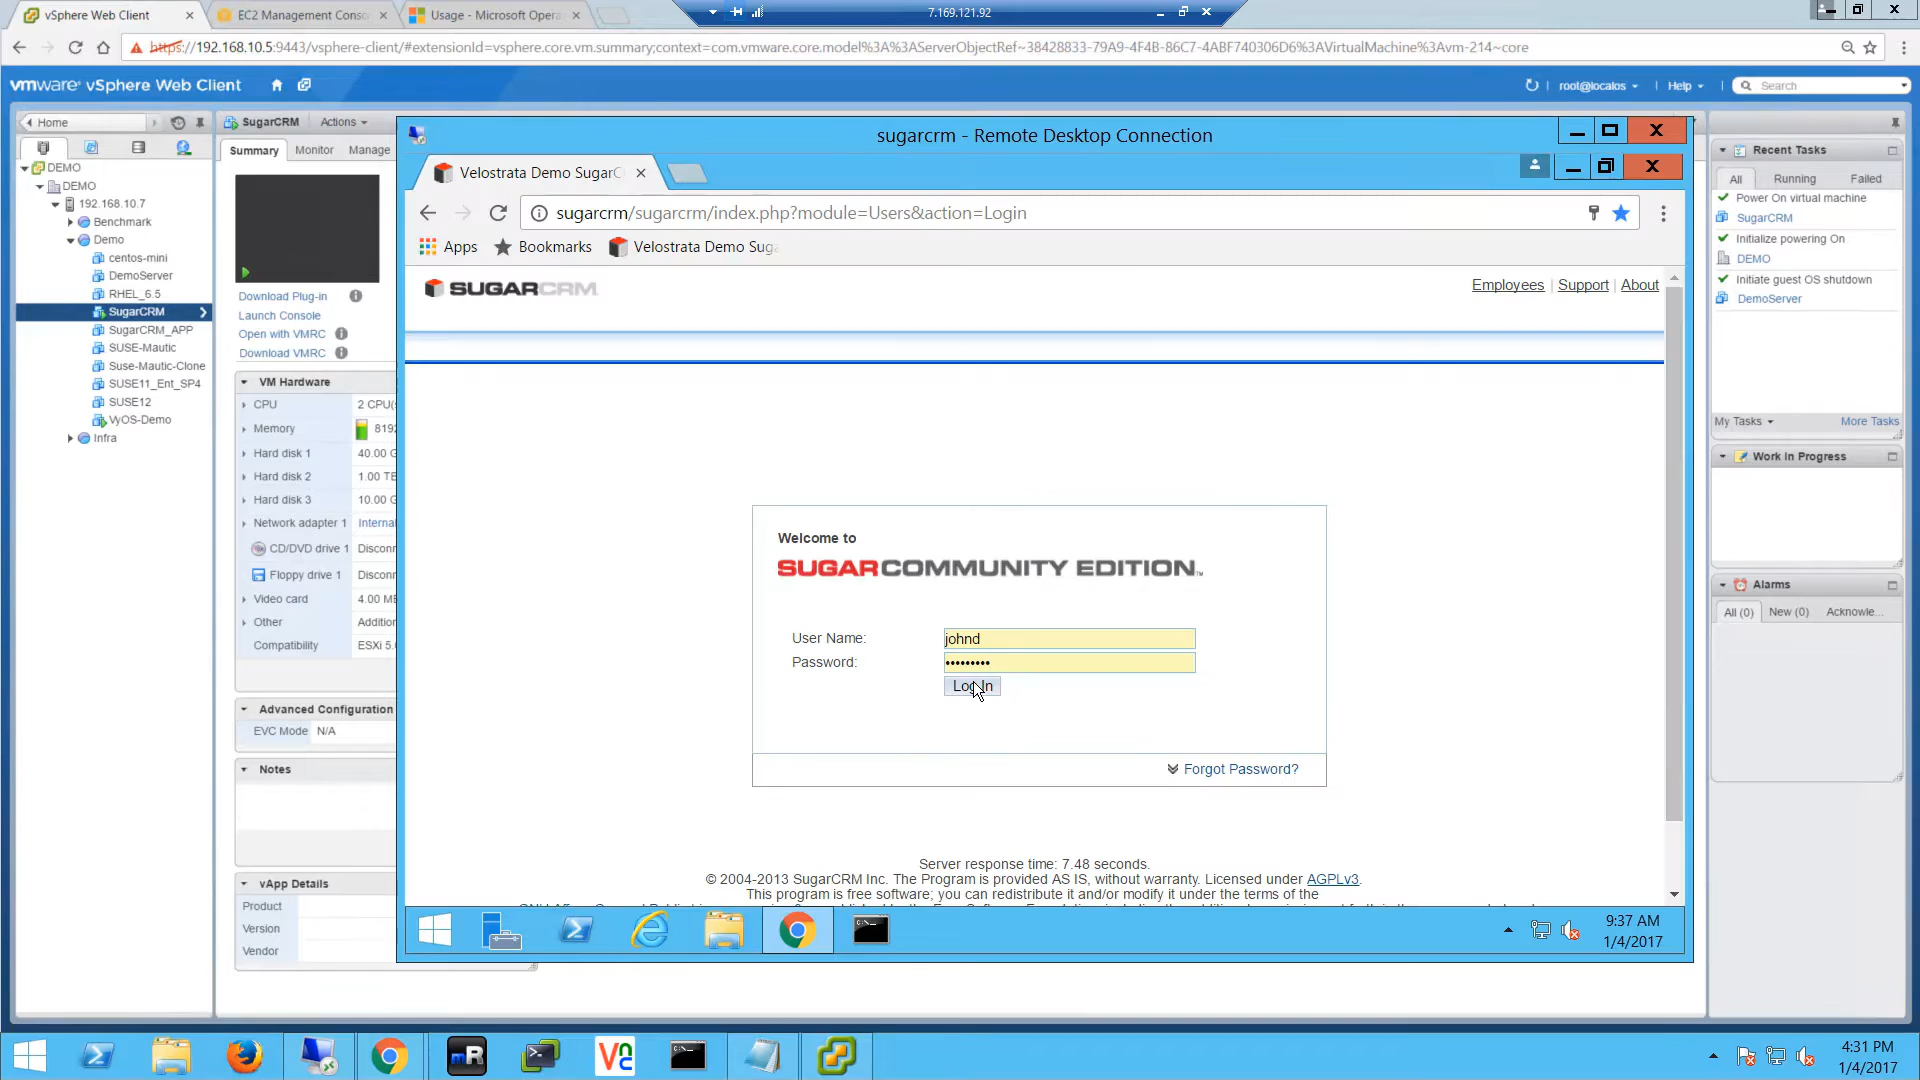 vSphere Web Client
EC2 Management Conso
Usage - Microsoft Opera
7.169.121.92
https://192.168.10.5:9443/vsphere-client/#extensionId=vsphere.core.vm.summary;context=com.vmware.core.model%3A%3AServerObjectRef~38428833-79A9-4F4B-86C7-4ABF740306D6%3AVirtualMachine%3Avm-214~core
vmware vSphere Web Client
root@localos
Help
Search
Home
DEMO
DEMO
192.168.10.7
Benchmark
Demo
centos-mini
DemoServer
RHEL_6.5
SugarCRM
SugarCRM_APP
SUSE-Mautic
Suse-Mautic-Clone
SUSE11_Ent_SP4
SUSE12
VyOS-Demo
Infra
SugarCRM
Actions
Summary
Monitor
Manage
Download Plug-in
Launch Console
Open with VMRC
Download VMRC
VM Hardware
CPU
2 CPU(
Memory
8192
Hard disk 1
40.00 G
Hard disk 2
1.00 TE
Hard disk 3
10.00 G
Network adapter 1
Interna
CD/DVD drive 1
Disconn
Floppy drive 1
Disconn
Video card
4.00 ME
Other
Addition
Compatibility
ESXi 5.
Advanced Configuration
EVC Mode
N/A
Notes
vApp Details
Product
Version
Vendor
sugarcrm - Remote Desktop Connection
Velostrata Demo SugarC
sugarcrm/sugarcrm/index.php?module=Users&action=Login
Apps
Bookmarks
Velostrata Demo Suga
SUGARCRM
Employees | Support | About
Welcome to
SUGARCOMMUNITY EDITION™
User Name:
johnd
Password:
•••••••••
Log In
Forgot Password?
Server response time: 7.48 seconds.
© 2004-2013 SugarCRM Inc. The Program is provided AS IS, without warranty. Licensed under AGPLv3.
This program is free software; you can redistribute it and/or modify it under the terms of the
9:37 AM
1/4/2017
Recent Tasks
All
Running
Failed
Power On virtual machine
SugarCRM
Initialize powering On
DEMO
Initiate guest OS shutdown
DemoServer
My Tasks
More Tasks
Work In Progress
Alarms
All (0)
New (0)
Acknowle...
mR
VNC
4:31 PM
1/4/2017